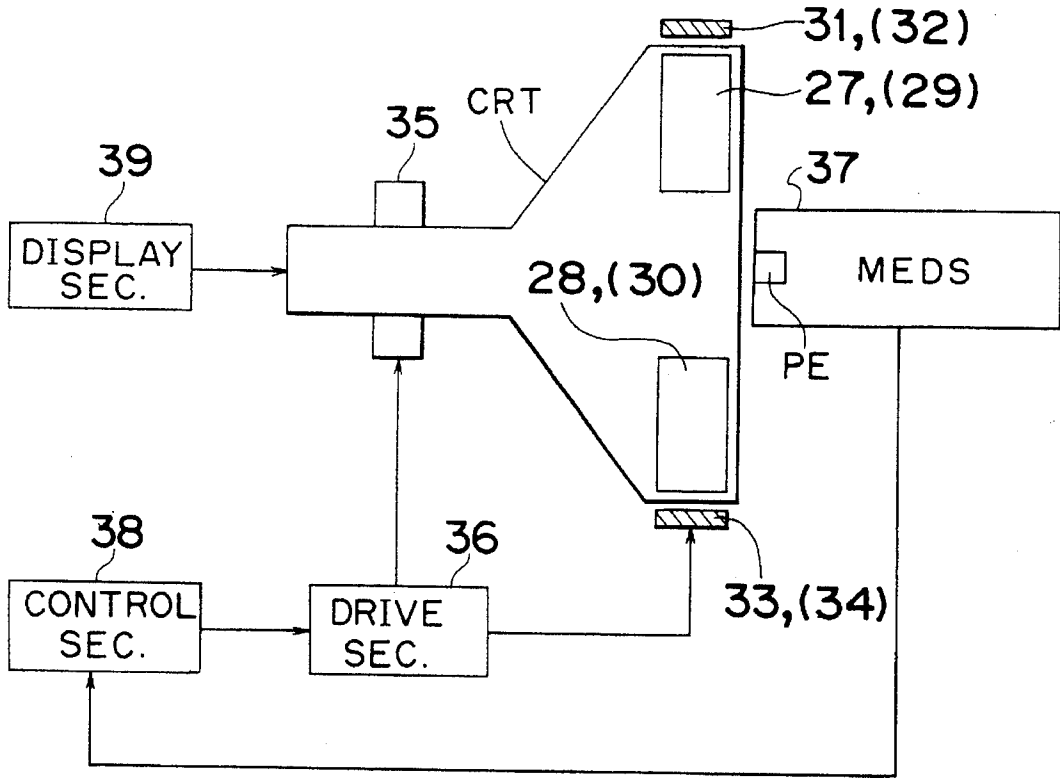 31,(32)
27,(29)
CRT
35
39
37
DISPLAY
SEC.
MEDS
28,(30)
PE
38
36
CONTROL
SEC.
DRIVE
SEC.
33,(34)